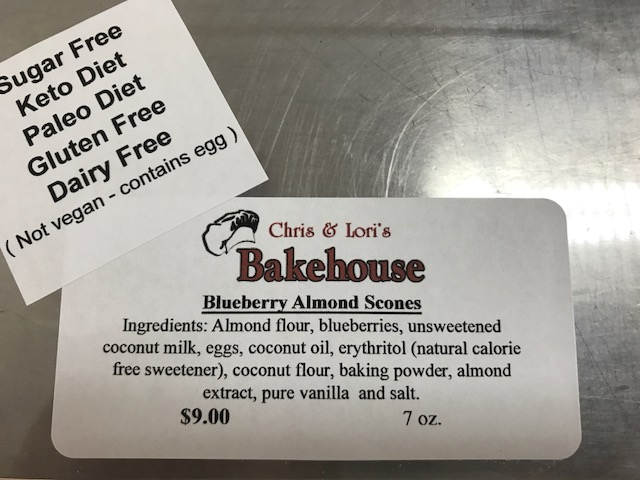 Sugar Free
Keto Diet
Paleo Diet
Gluten Free
Dairy Free
( Not vegan - contains egg )
Chris & Lori's
Bakehouse
Blueberry Almond Scones
Ingredients: Almond flour, blueberries, unsweetened
coconut milk, eggs, coconut oil, erythritol (natural calorie
free sweetener), coconut flour, baking powder, almond
extract, pure vanilla and salt.
$9.00 7 oz.